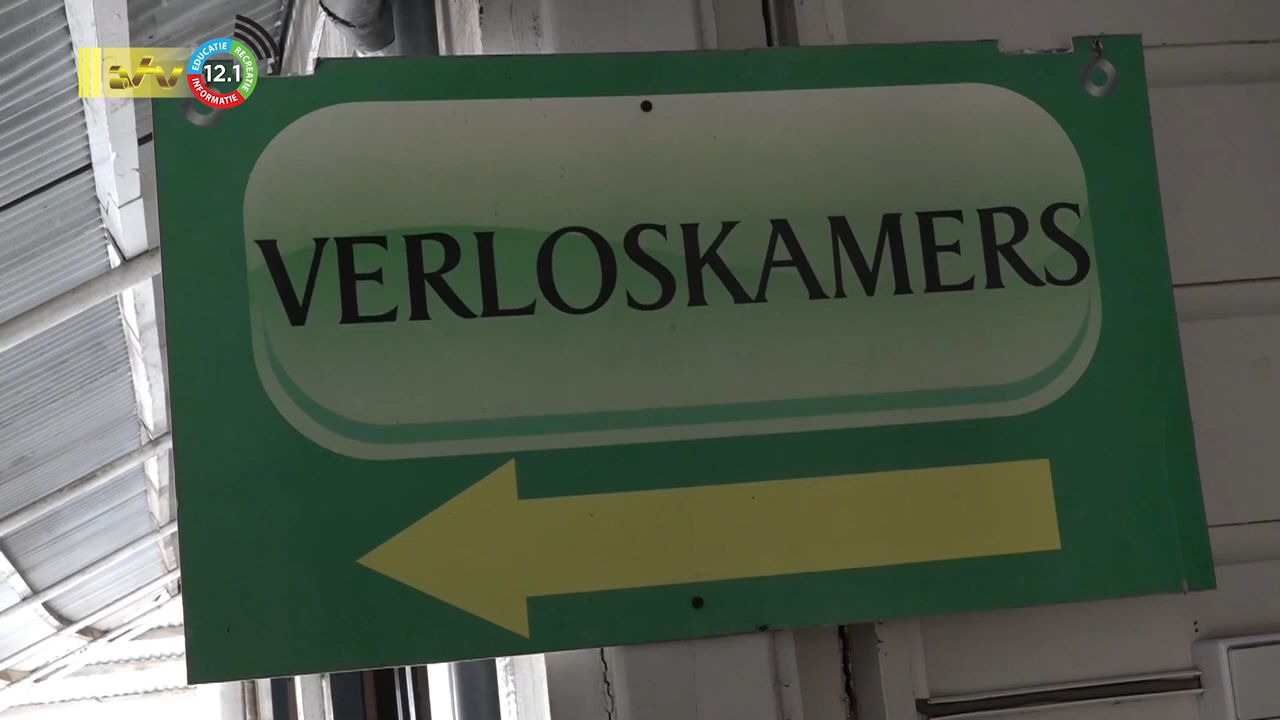 EDUCATIE
RECREATIE
INFORMATIE
12.1
VERLOSKAMERS